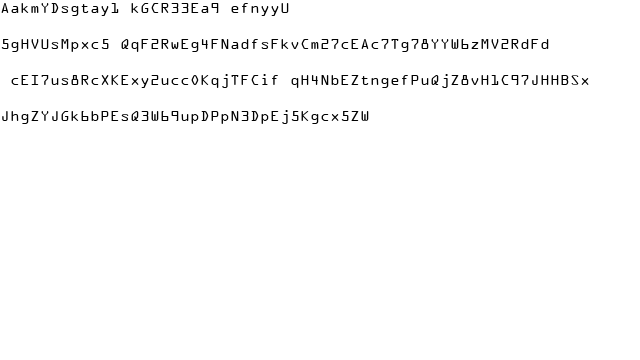 AakmYDsgtay1 kGCR33Ea9 efnyyU
5gHVUsMpxc5 QqF2RwEg4FNadfsFkvCm27cEAc7Tg78YYW6zMV2RdFd
cEI7us8RcXKExy2ucc0KqjTFCif qH4NbEZtngefPuQjZ8vH1C97JHHBSx
JhgZYJGk6bPEsQ3W69upDPpN3DpEj5Kgcx5ZW